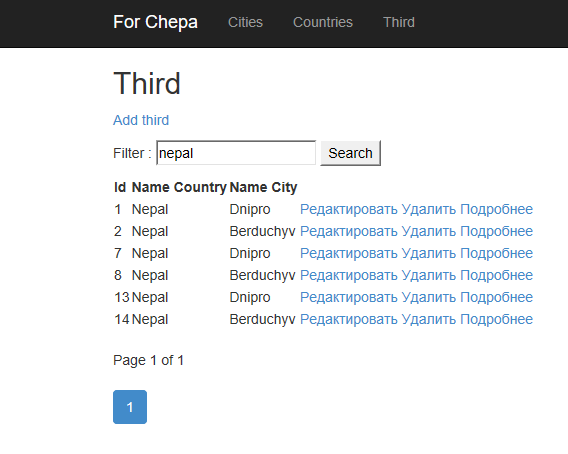 For Chepa Cities Countries Third
Third
Add third
Filter : nepal Search
Id Name Country Name City
1 Nepal Dnipro Редактировать Удалить Подробнее
2 Nepal Berduchyv Редактировать Удалить Подробнее
7 Nepal Dnipro Редактировать Удалить Подробнее
8 Nepal Berduchyv Редактировать Удалить Подробнее
13 Nepal Dnipro Редактировать Удалить Подробнее
14 Nepal Berduchyv Редактировать Удалить Подробнее
Page 1 of 1
1